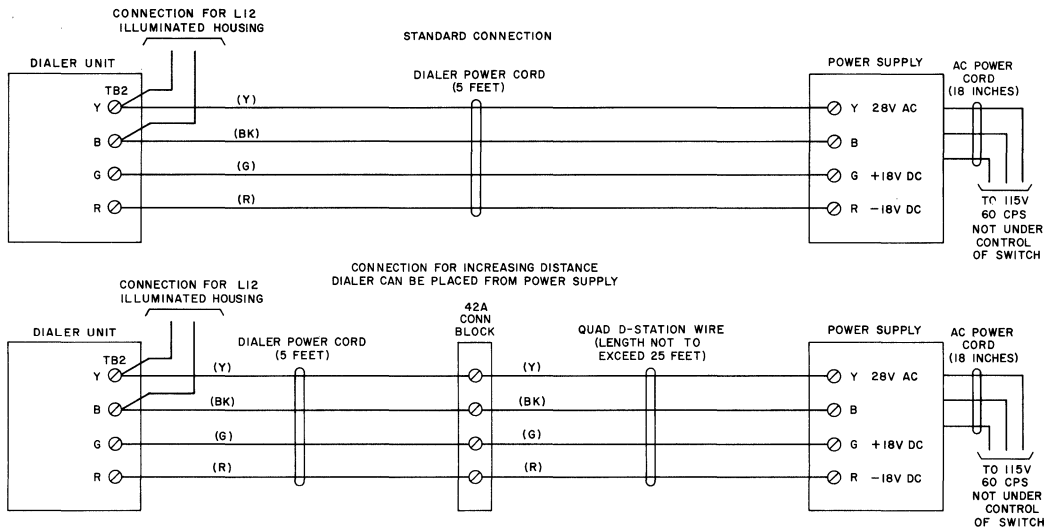 CONNECTION FOR L12
ILLUMINATED HOUSING
STANDARD CONNECTION
DIALER UNIT
DIALER POWER CORD
(5 FEET)
POWER SUPPLY
AC POWER
CORD
(18 INCHES)
TB2
Y
(Y)
Y 28V AC
B
(BK)
B
G
(G)
G +18V DC
R
(R)
R -18V DC
TO 115V
60 CPS
NOT UNDER
CONTROL
OF SWITCH
CONNECTION FOR INCREASING DISTANCE
DIALER CAN BE PLACED FROM POWER SUPPLY
CONNECTION FOR L12
ILLUMINATED HOUSING
42A
CONN
BLOCK
DIALER UNIT
DIALER POWER CORD
(5 FEET)
QUAD D-STATION WIRE
(LENGTH NOT TO
EXCEED 25 FEET)
POWER SUPPLY
AC POWER
CORD
(18 INCHES)
TB2
Y
(Y)
(Y)
Y 28V AC
B
(BK)
(BK)
B
G
(G)
(G)
G +18V DC
R
(R)
(R)
R -18V DC
TO 115V
60 CPS
NOT UNDER
CONTROL
OF SWITCH